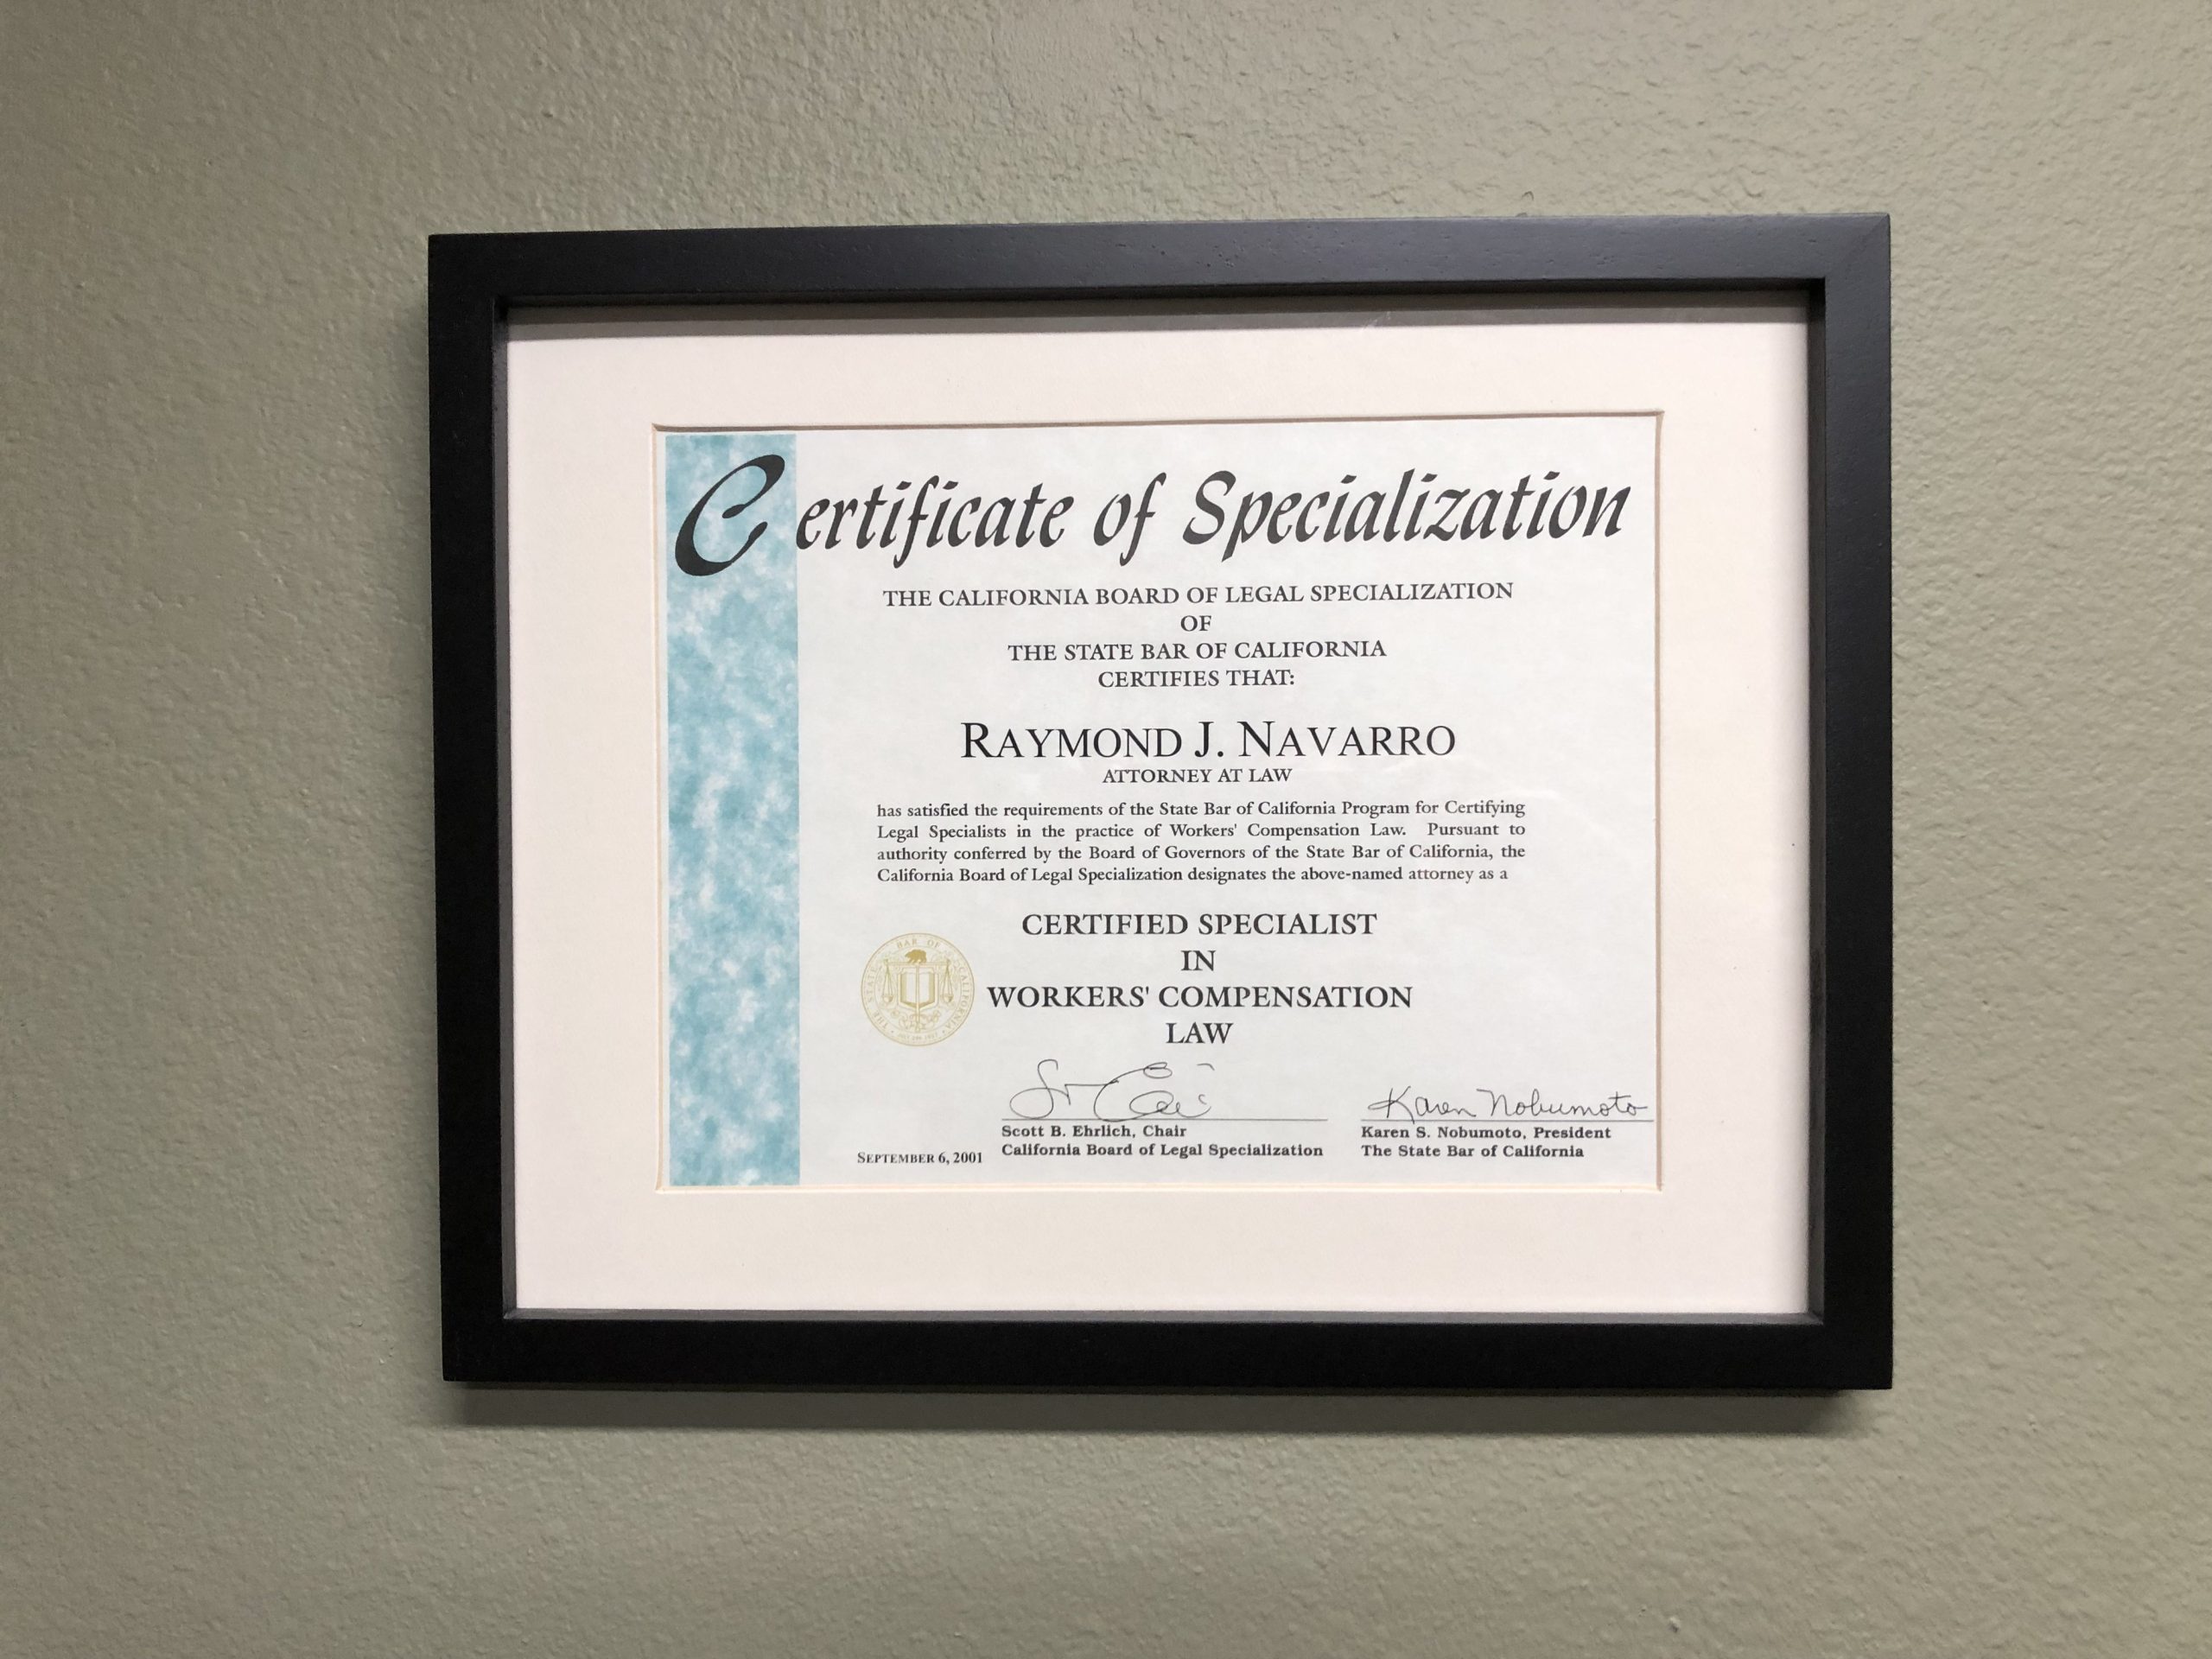 Certificate of Specialization
THE CALIFORNIA BOARD OF LEGAL SPECIALIZATION
OF
THE STATE BAR OF CALIFORNIA
CERTIFIES THAT:
RAYMOND J. NAVARRO
ATTORNEY AT LAW
has satisfied the requirements of the State Bar of California Program for Certifying
Legal Specialists in the practice of Workers' Compensation Law. Pursuant to
authority conferred by the Board of Governors of the State Bar of California, the
California Board of Legal Specialization designates the above-named attorney as a
CERTIFIED SPECIALIST
IN
WORKERS' COMPENSATION
LAW
THE STATE BAR OF CALIFORNIA
Karen Nobumoto
Scott B. Ehrlich, Chair
California Board of Legal Specialization
Karen S. Nobumoto, President
The State Bar of California
SEPTEMBER 6, 2001